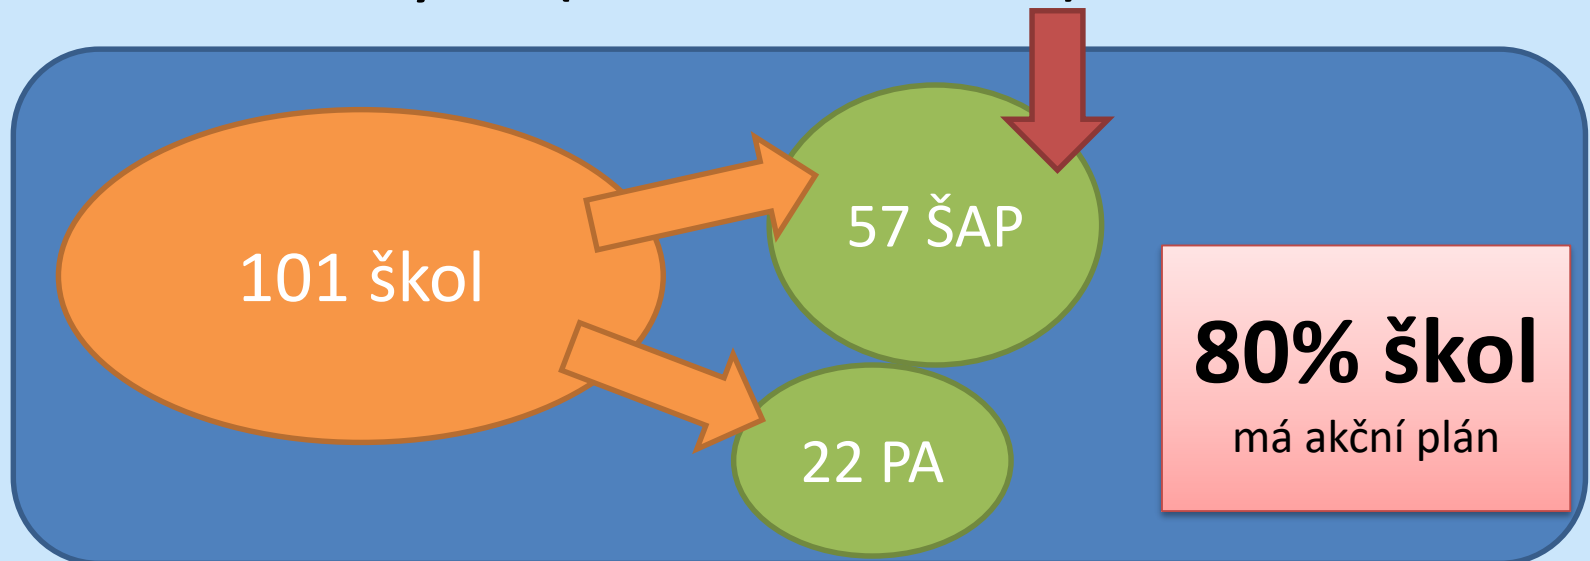 101 škol
57 ŠAP
22 PA
80% škol
má akční plán